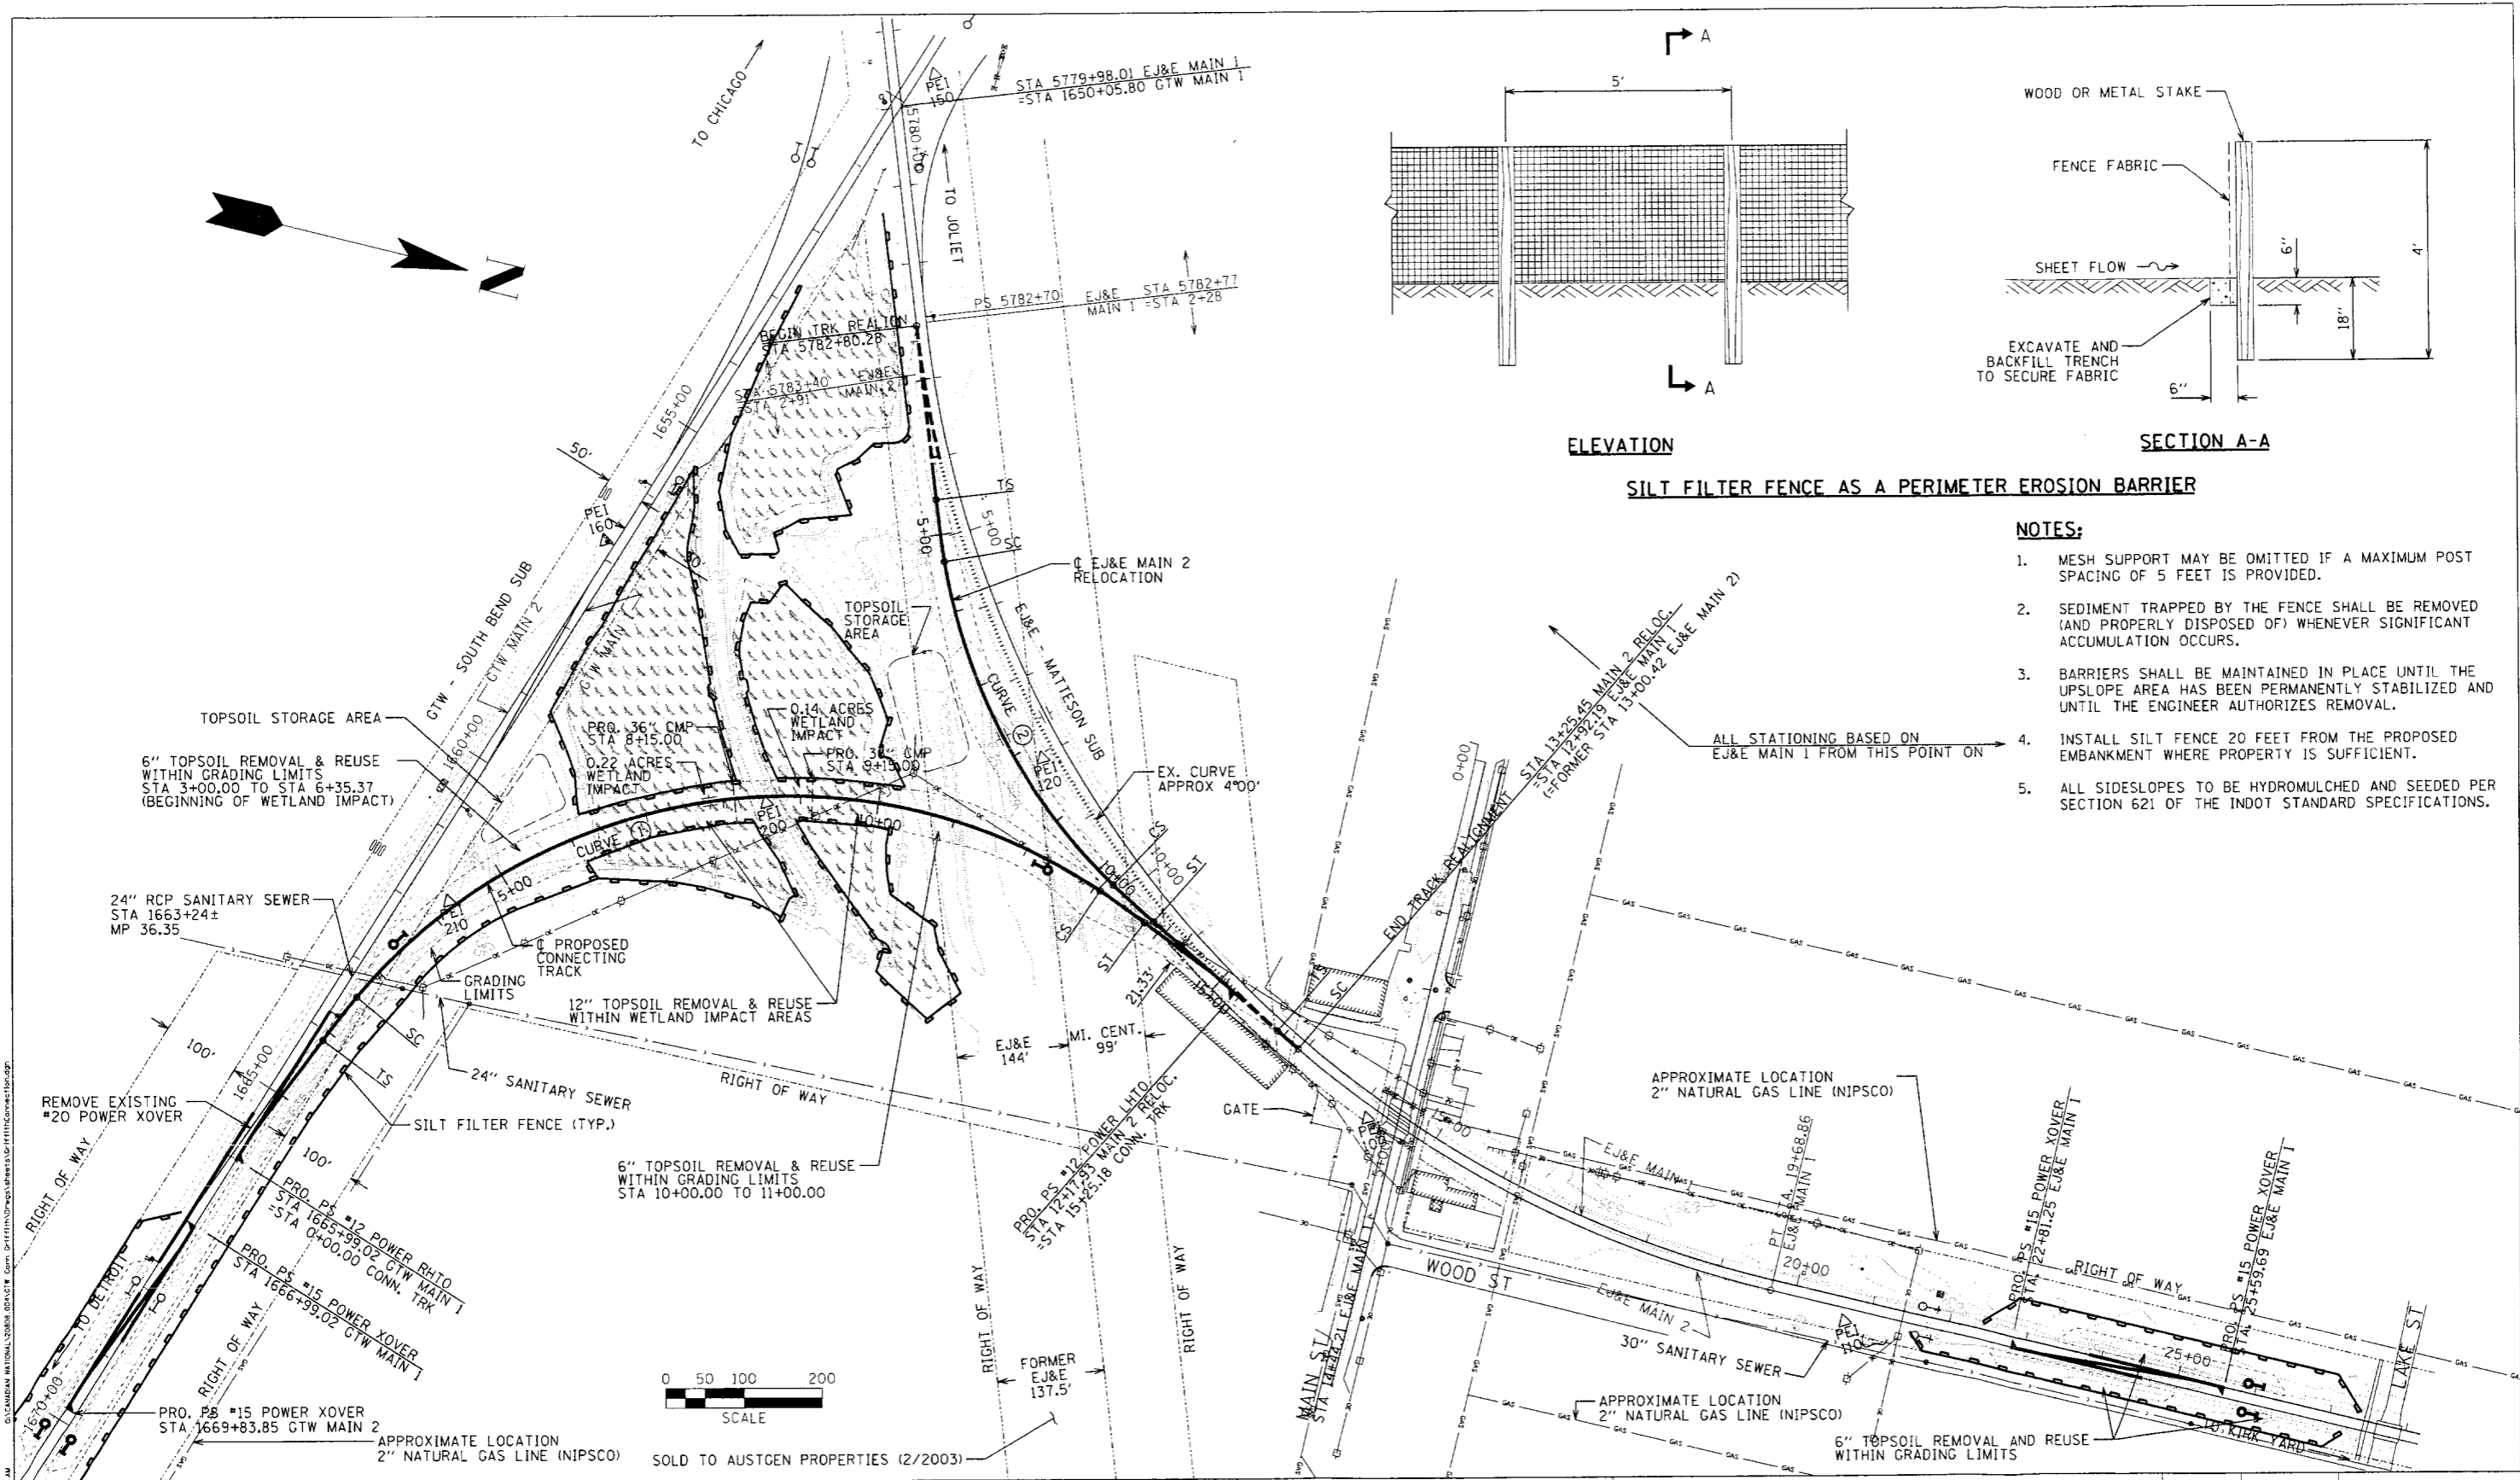 TO CHICAGO
PEI
150
STA 5779+98.01 EJ&E MAIN 1
=STA 1650+05.80 GTW MAIN 1
5780+00
TO JOLIET
N
PS 5782+70 EJ&E STA 5782+77
MAIN 1 =STA 2+28
BEGIN TRK REALIGN
STA 5782+80.28
STA 5783+40 EJ&E
=STA 2+91 MAIN 2
1655+00
50'
PEI
160
50'
TS
5+00
5+00
SC
℄ EJ&E MAIN 2
RELOCATION
GTW - SOUTH BEND SUB
GTW MAIN 2
GTW MAIN 1
TOPSOIL
STORAGE
AREA
EJ&E - MATTESON SUB
CURVE 2
PEI
120
TOPSOIL STORAGE AREA
1660+00
PRO. 36" CMP
STA 8+15.00
0.14 ACRES
WETLAND
IMPACT
PRO. 36" CMP
STA 9+15.00
0.22 ACRES
WETLAND
IMPACT
6" TOPSOIL REMOVAL & REUSE
WITHIN GRADING LIMITS
STA 3+00.00 TO STA 6+35.37
(BEGINNING OF WETLAND IMPACT)
EX. CURVE
APPROX 4°00'
CURVE 1
PEI
200
10+00
CS
10+00
ST
10+00
CS
ST
24" RCP SANITARY SEWER
STA 1663+24±
MP 36.35
5+00
PEI
210
℄ PROPOSED
CONNECTING
TRACK
GRADING
LIMITS
12" TOPSOIL REMOVAL & REUSE
WITHIN WETLAND IMPACT AREAS
SC
TS
100'
1665+00
24" SANITARY SEWER
RIGHT OF WAY
EJ&E
144'
MI. CENT.
99'
21.33'
15+00
REMOVE EXISTING
#20 POWER XOVER
SILT FILTER FENCE (TYP.)
RIGHT OF WAY
100'
6" TOPSOIL REMOVAL & REUSE
WITHIN GRADING LIMITS
STA 10+00.00 TO 11+00.00
PRO. PS #12 POWER LHTO
STA 12+17.93 MAIN 2 RELOC.
=STA 15+25.18 CONN. TRK
PRO. PS #12 POWER RHTO
STA 1665+99.02 GTW MAIN 1
=STA 0+00.00 CONN. TRK
PRO. PS #15 POWER XOVER
STA 1666+99.02 GTW MAIN 1
TO DETROIT
RIGHT OF WAY
1670+00
PRO. PS #15 POWER XOVER
STA 1669+83.85 GTW MAIN 2
APPROXIMATE LOCATION
2" NATURAL GAS LINE (NIPSCO)
0 50 100 200
SCALE
SOLD TO AUSTGEN PROPERTIES (2/2003)
RIGHT OF WAY
RIGHT OF WAY
FORMER
EJ&E
137.5'
A
5'
A
ELEVATION
WOOD OR METAL STAKE
FENCE FABRIC
SHEET FLOW
EXCAVATE AND
BACKFILL TRENCH
TO SECURE FABRIC
6"
6"
18"
4'
SECTION A-A
SILT FILTER FENCE AS A PERIMETER EROSION BARRIER
NOTES:
1. MESH SUPPORT MAY BE OMITTED IF A MAXIMUM POST
SPACING OF 5 FEET IS PROVIDED.
2. SEDIMENT TRAPPED BY THE FENCE SHALL BE REMOVED
(AND PROPERLY DISPOSED OF) WHENEVER SIGNIFICANT
ACCUMULATION OCCURS.
3. BARRIERS SHALL BE MAINTAINED IN PLACE UNTIL THE
UPSLOPE AREA HAS BEEN PERMANENTLY STABILIZED AND
UNTIL THE ENGINEER AUTHORIZES REMOVAL.
4. INSTALL SILT FENCE 20 FEET FROM THE PROPOSED
EMBANKMENT WHERE PROPERTY IS SUFFICIENT.
5. ALL SIDESLOPES TO BE HYDROMULCHED AND SEEDED PER
SECTION 621 OF THE INDOT STANDARD SPECIFICATIONS.
ALL STATIONING BASED ON
EJ&E MAIN 1 FROM THIS POINT ON
END TRACK REALIGNMENT
STA 13+25.45 MAIN 2 RELOC.
=STA 12+92.19 EJ&E MAIN 1
(=FORMER STA 13+00.42 EJ&E MAIN 2)
0+00
SC
GATE
15+00
5+00
MAIN ST
STA 14+44.21 EJ&E MAIN 1
WOOD ST
EJ&E MAIN 1
EJ&E MAIN 2
30" SANITARY SEWER
APPROXIMATE LOCATION
2" NATURAL GAS LINE (NIPSCO)
PT STA. 19+68.86
EJ&E MAIN 1
20+00
PEI
110
PRO. PS #15 POWER XOVER
STA. 22+81.25 EJ&E MAIN 1
RIGHT OF WAY
PRO. PS #15 POWER XOVER
STA. 25+59.69 EJ&E MAIN 1
25+00
LAKE ST
TO KIRK YARD
APPROXIMATE LOCATION
2" NATURAL GAS LINE (NIPSCO)
6" TOPSOIL REMOVAL AND REUSE
WITHIN GRADING LIMITS